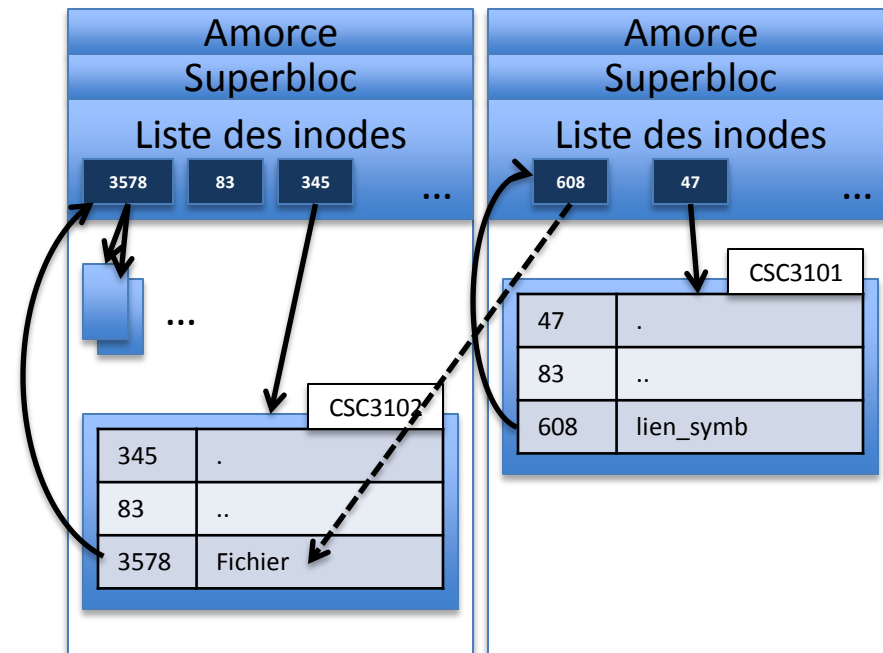 Amorce
Superbloc
Liste des inodes
3578 83 345 ...
...
CSC3102
345 .
83 ..
3578 Fichier
Amorce
Superbloc
Liste des inodes
608 47 ...
CSC3101
47 .
83 ..
608 lien_symb